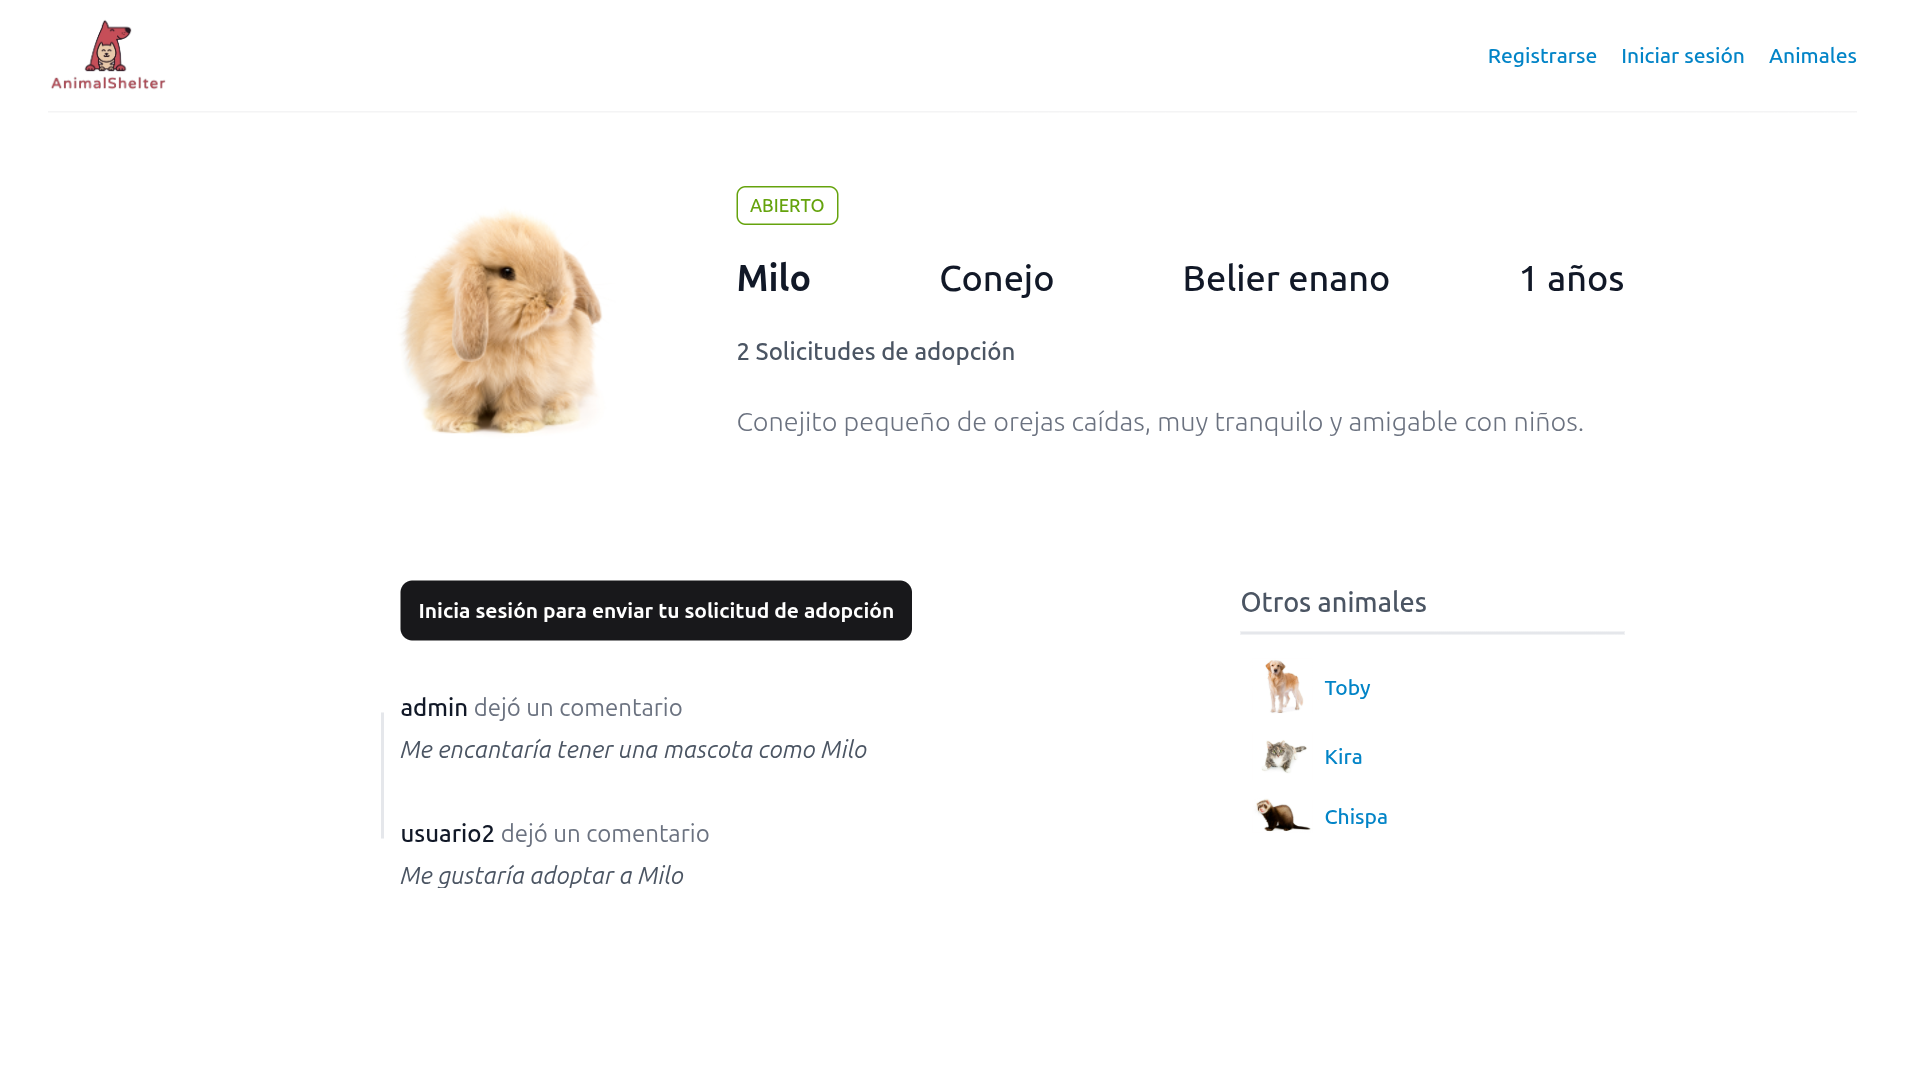 AnimalShelter
Registrarse Iniciar sesión Animales
ABIERTO
Milo Conejo Belier enano 1 años
2 Solicitudes de adopción
Conejito pequeño de orejas caídas, muy tranquilo y amigable con niños.
Inicia sesión para enviar tu solicitud de adopción
admin dejó un comentario
Me encantaría tener una mascota como Milo
usuario2 dejó un comentario
Me gustaría adoptar a Milo
Otros animales
Toby
Kira
Chispa